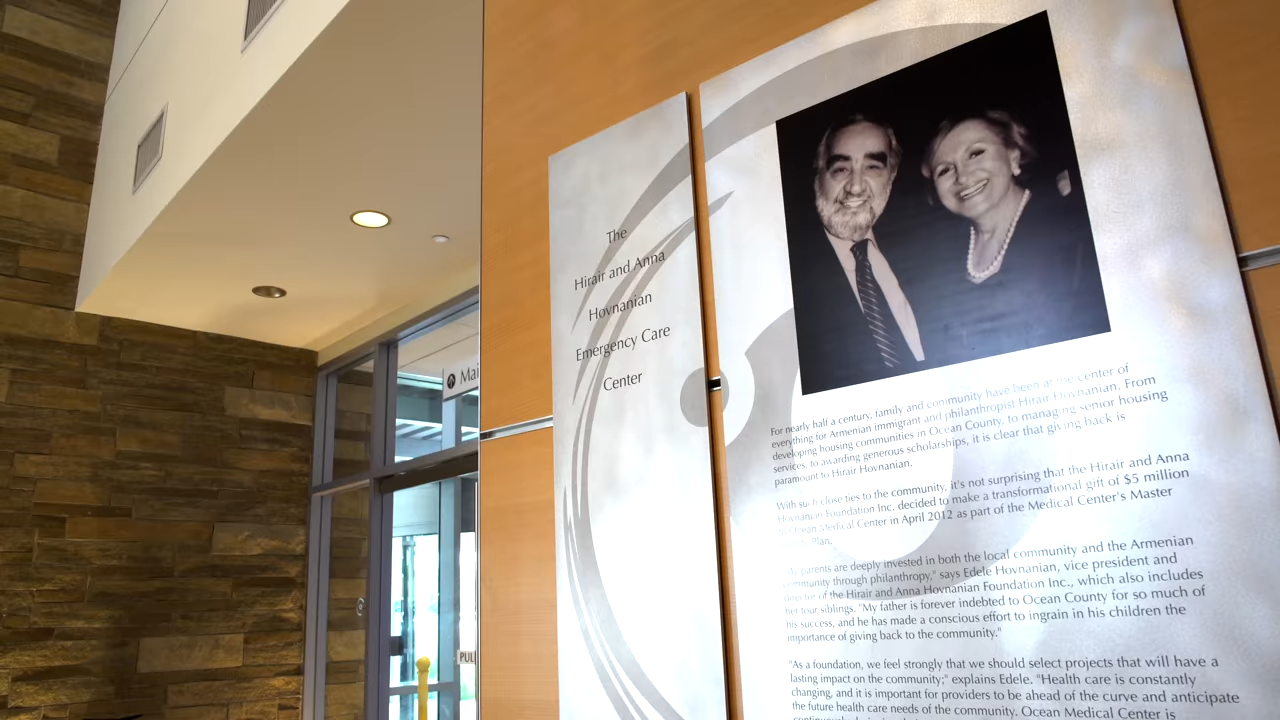 The
Hirair and Anna
Hovnanian
Emergency Care
Center
Mai
PUL
For nearly half a century, family and community have been at the center of
everything for Armenian immigrant and philanthropist Hirair Hovnanian. From
developing housing communities in Ocean County, to managing senior housing
services, to awarding generous scholarships, it is clear that giving back is
paramount to Hirair Hovnanian.
With such close ties to the community, it's not surprising that the Hirair and Anna
Hovnanian Foundation Inc. decided to make a transformational gift of $5 million
to Ocean Medical Center in April 2012 as part of the Medical Center's Master
Plan.
"My parents are deeply invested in both the local community and the Armenian
community through philanthropy," says Edele Hovnanian, vice president and
director of the Hirair and Anna Hovnanian Foundation Inc., which also includes
her four siblings. "My father is forever indebted to Ocean County for so much of
his success, and he has made a conscious effort to ingrain in his children the
importance of giving back to the community."
"As a foundation, we feel strongly that we should select projects that will have a
lasting impact on the community;" explains Edele. "Health care is constantly
changing, and it is important for providers to be ahead of the curve and anticipate
the future health care needs of the community. Ocean Medical Center is